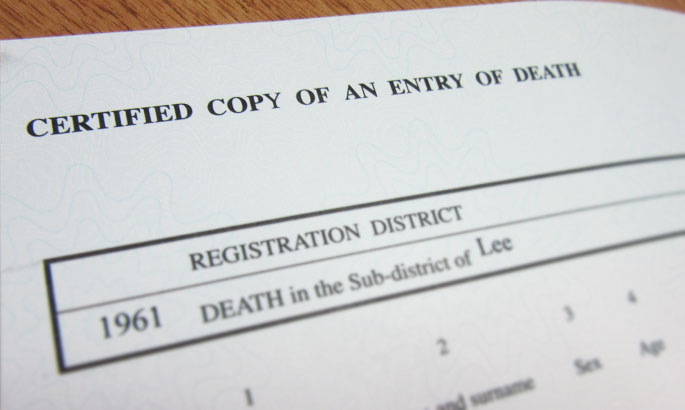 CERTIFIED COPY OF AN ENTRY OF DEATH
REGISTRATION DISTRICT
1961 DEATH in the Sub-district of Lee
1 2 3 4
and surname Sex Age